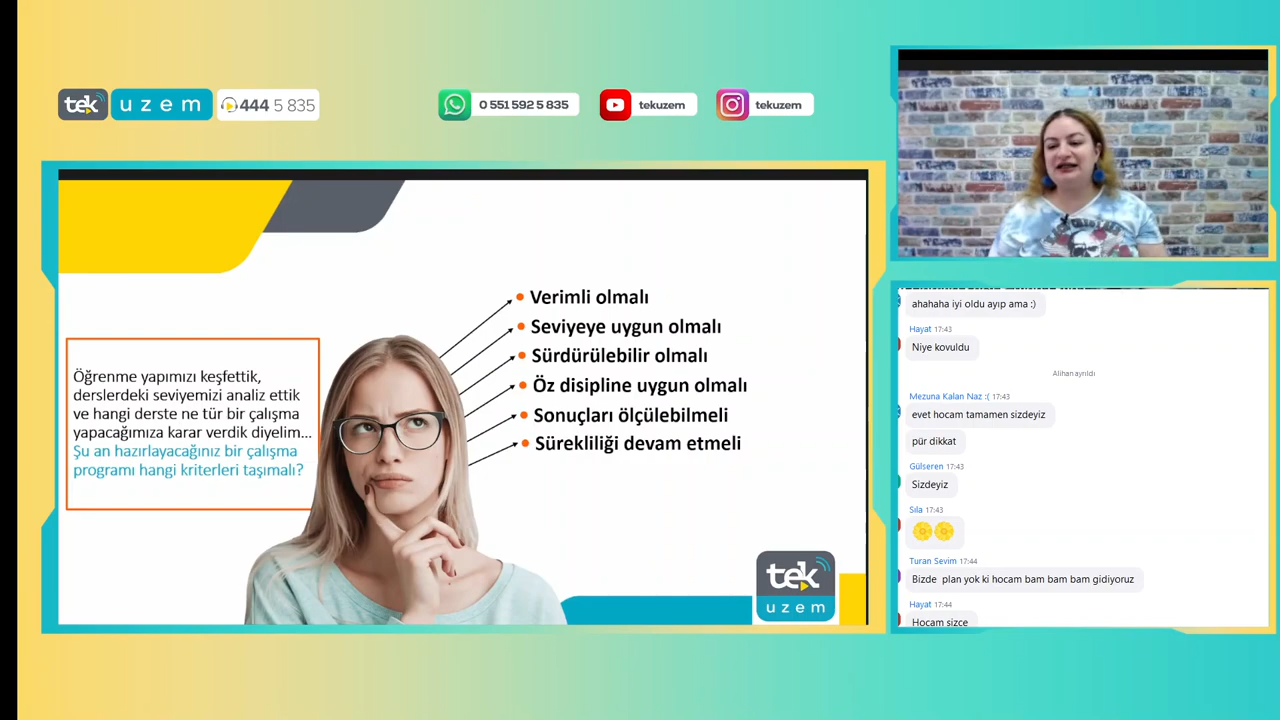 tek uzem 444 5 835
0 551 592 5 835
tekuzem
tekuzem
Öğrenme yapımızı keşfettik,
derslerdeki seviyemizi analiz ettik
ve hangi derste ne tür bir çalışma
yapacağımıza karar verdik diyelim...
Şu an hazırlayacağınız bir çalışma
programı hangi kriterleri taşımalı?
• Verimli olmalı
• Seviyeye uygun olmalı
• Sürdürülebilir olmalı
• Öz disipline uygun olmalı
• Sonuçları ölçülebilmeli
• Sürekliliği devam etmeli
tek
uzem
ahahaha iyi oldu ayıp ama :)
Hayat 17:43
Niye kovuldu
Alihan ayrıldı
Mezuna Kalan Naz :( 17:43
evet hocam tamamen sizdeyiz
pür dikkat
Gülseren 17:43
Sizdeyiz
Sıla 17:43
Turan Sevim 17:44
Bizde plan yok ki hocam bam bam bam gidiyoruz
Hayat 17:44
Hocam sizce